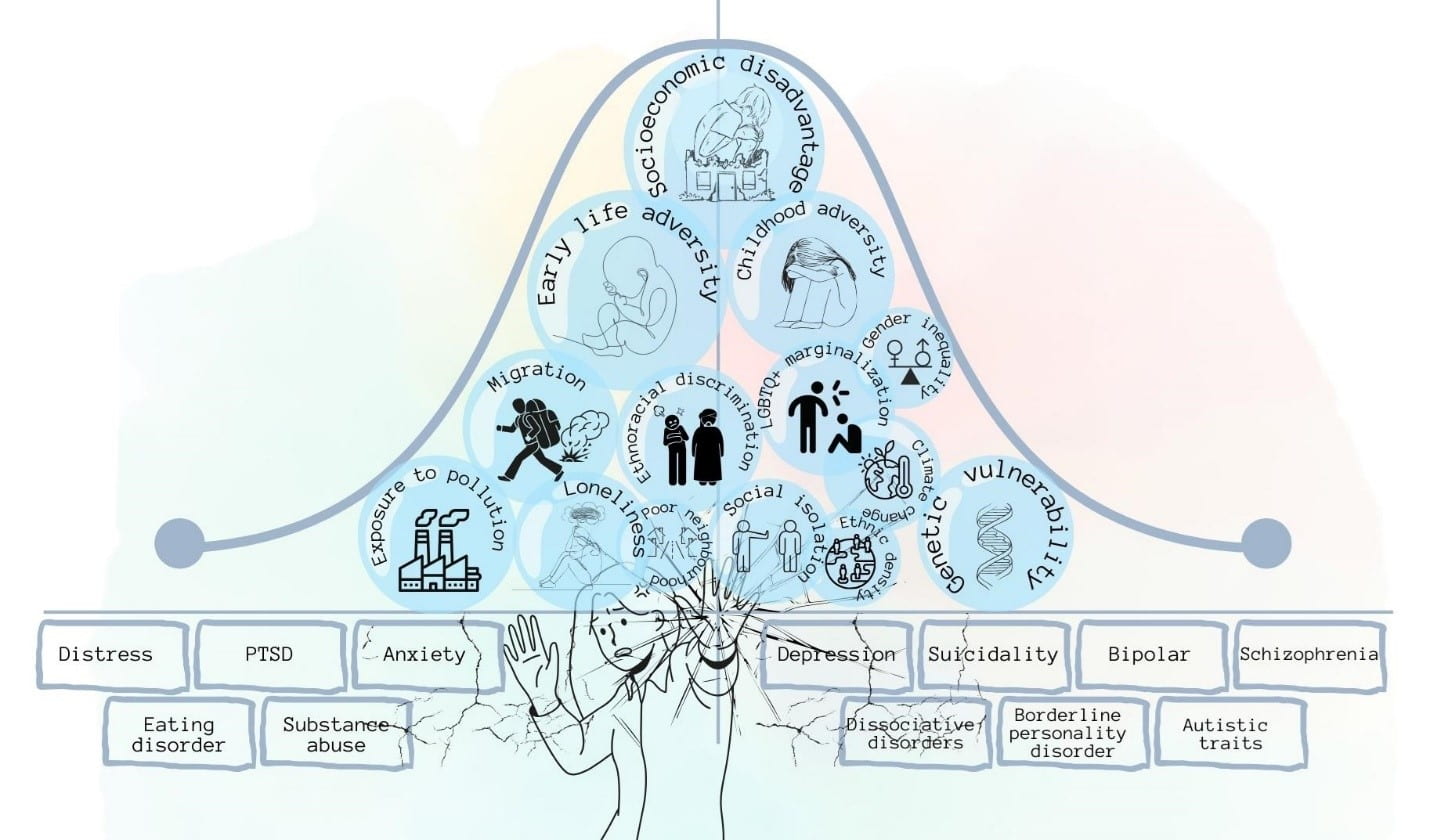 Socioeconomic disadvantage
Early life adversity
Childhood adversity
Gender inequality
Migration
Ethnoracial discrimination
LGBTQ+ marginalization
Climate change
Exposure to pollution
Loneliness
Poor neighbourhood
Social isolation
Ethnic density
Genetic vulnerability
Distress
PTSD
Anxiety
Depression
Suicidality
Bipolar
Schizophrenia
Eating
disorder
Substance
abuse
Dissociative
disorders
Borderline
personality
disorder
Autistic
traits